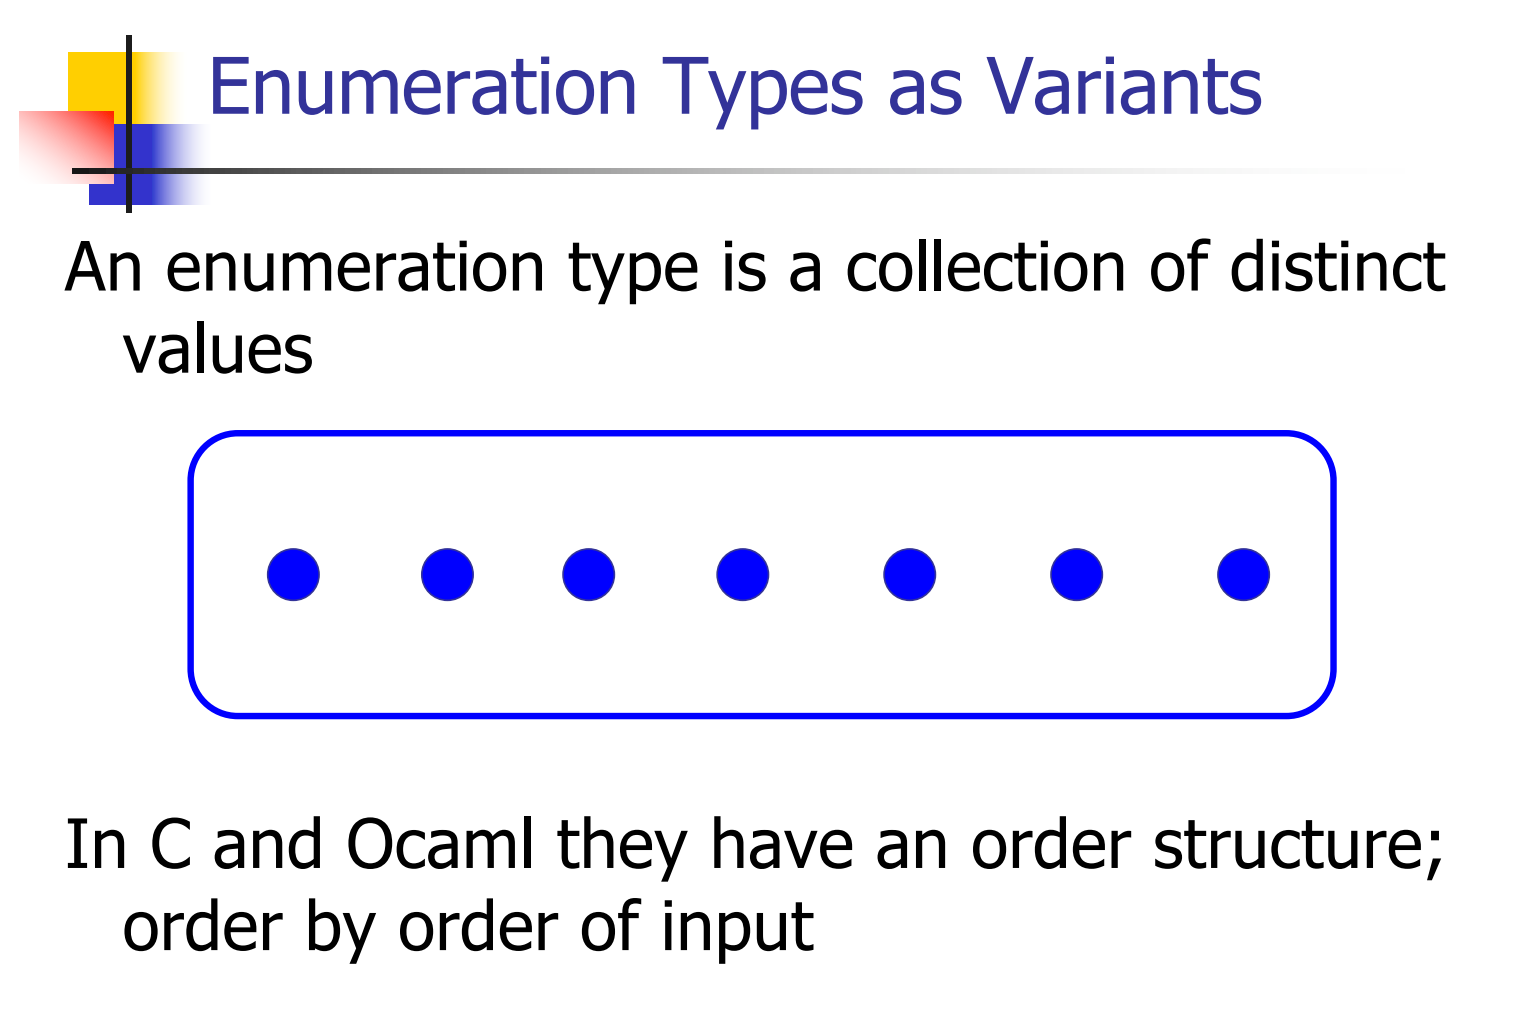 Enumeration Types as Variants
An enumeration type is a collection of distinct
values
In C and Ocaml they have an order structure;
order by order of input